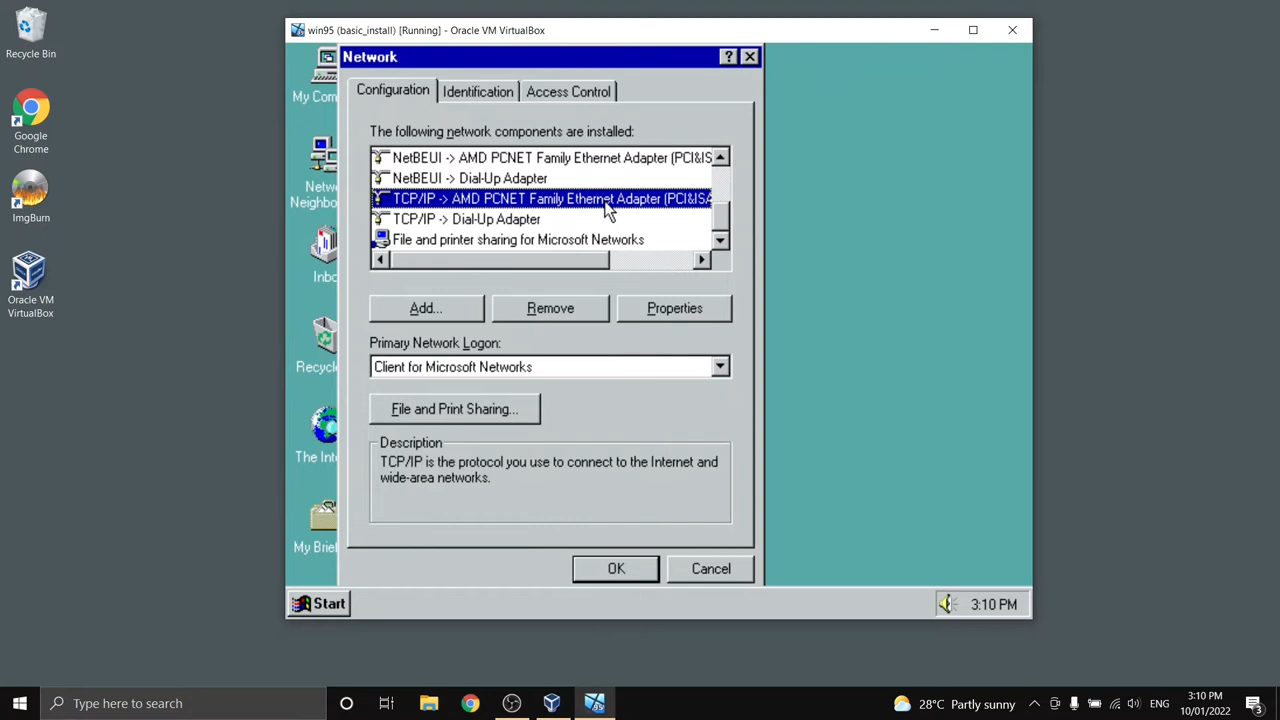 Recycle Bin
Google
Chrome
ImgBurn
Oracle VM
VirtualBox
win95 (basic_install) [Running] - Oracle VM VirtualBox
My Com
Netwo
Neighbo
Inbo
Recycl
The Int
My Brie
Network
Configuration
Identification
Access Control
The following network components are installed:
NetBEUI -> AMD PCNET Family Ethernet Adapter (PCI&IS
NetBEUI -> Dial-Up Adapter
TCP/IP -> AMD PCNET Family Ethernet Adapter (PCI&ISA
TCP/IP -> Dial-Up Adapter
File and printer sharing for Microsoft Networks
Add...
Remove
Properties
Primary Network Logon:
Client for Microsoft Networks
File and Print Sharing...
Description
TCP/IP is the protocol you use to connect to the Internet and
wide-area networks.
OK
Cancel
Start
3:10 PM
Type here to search
28°C Partly sunny
ENG
3:10 PM
10/01/2022
3